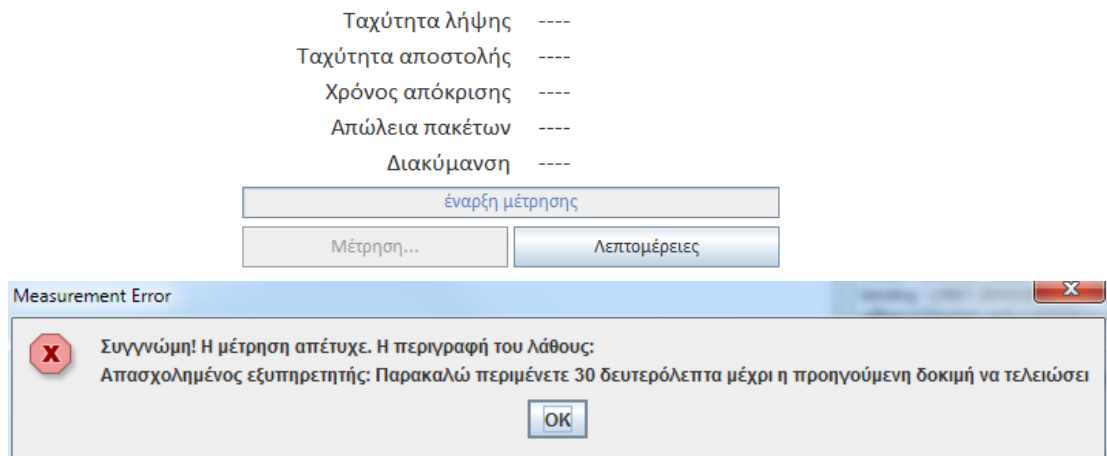 Ταχύτητα λήψης ----
Ταχύτητα αποστολής ----
Χρόνος απόκρισης ----
Απώλεια πακέτων ----
Διακύμανση ----
έναρξη μέτρησης
Μέτρηση... Λεπτομέρειες
Measurement Error
Συγγνώμη! Η μέτρηση απέτυχε. Η περιγραφή του λάθους:
Απασχολημένος εξυπηρετητής: Παρακαλώ περιμένετε 30 δευτερόλεπτα μέχρι η προηγούμενη δοκιμή να τελειώσει
OK